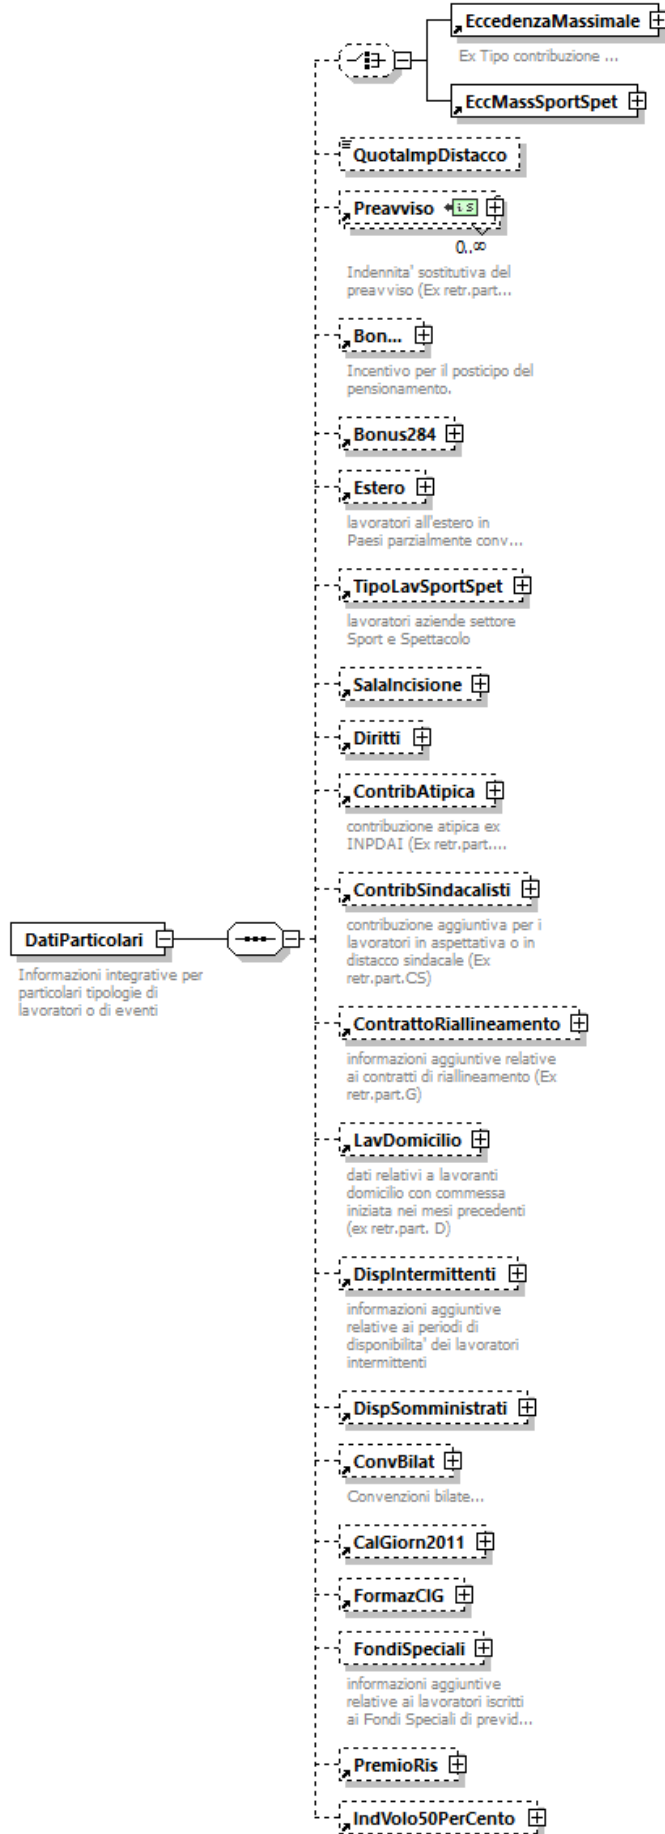 EccedenzaMassimale
Ex Tipo contribuzione ...
EccMassSportSpet
QuotaImpDistacco
Preavviso
0..∞
Indennita' sostitutiva del
preavviso (Ex retr.part...
Bon...
Incentivo per il posticipo del
pensionamento.
Bonus284
Estero
lavoratori all'estero in
Paesi parzialmente conv...
TipoLavSportSpet
lavoratori aziende settore
Sport e Spettacolo
SalaIncisione
Diritti
ContribAtipica
contribuzione atipica ex
INPDAI (Ex retr.part....
ContribSindacalisti
contribuzione aggiuntiva per i
lavoratori in aspettativa o in
distacco sindacale (Ex
retr.part.CS)
DatiParticolari
Informazioni integrative per
particolari tipologie di
lavoratori o di eventi
ContrattoRiallineamento
informazioni aggiuntive relative
ai contratti di riallineamento (Ex
retr.part.G)
LavDomicilio
dati relativi a lavoranti
domicilio con commessa
iniziata nei mesi precedenti
(ex retr.part. D)
DispIntermittenti
informazioni aggiuntive
relative ai periodi di
disponibilita' dei lavoratori
intermittenti
DispSomministrati
ConvBilat
Convenzioni bilate...
CalGiorn2011
FormazCIG
FondiSpeciali
informazioni aggiuntive
relative ai lavoratori iscritti
ai Fondi Speciali di previd...
PremioRis
IndVolo50PerCento